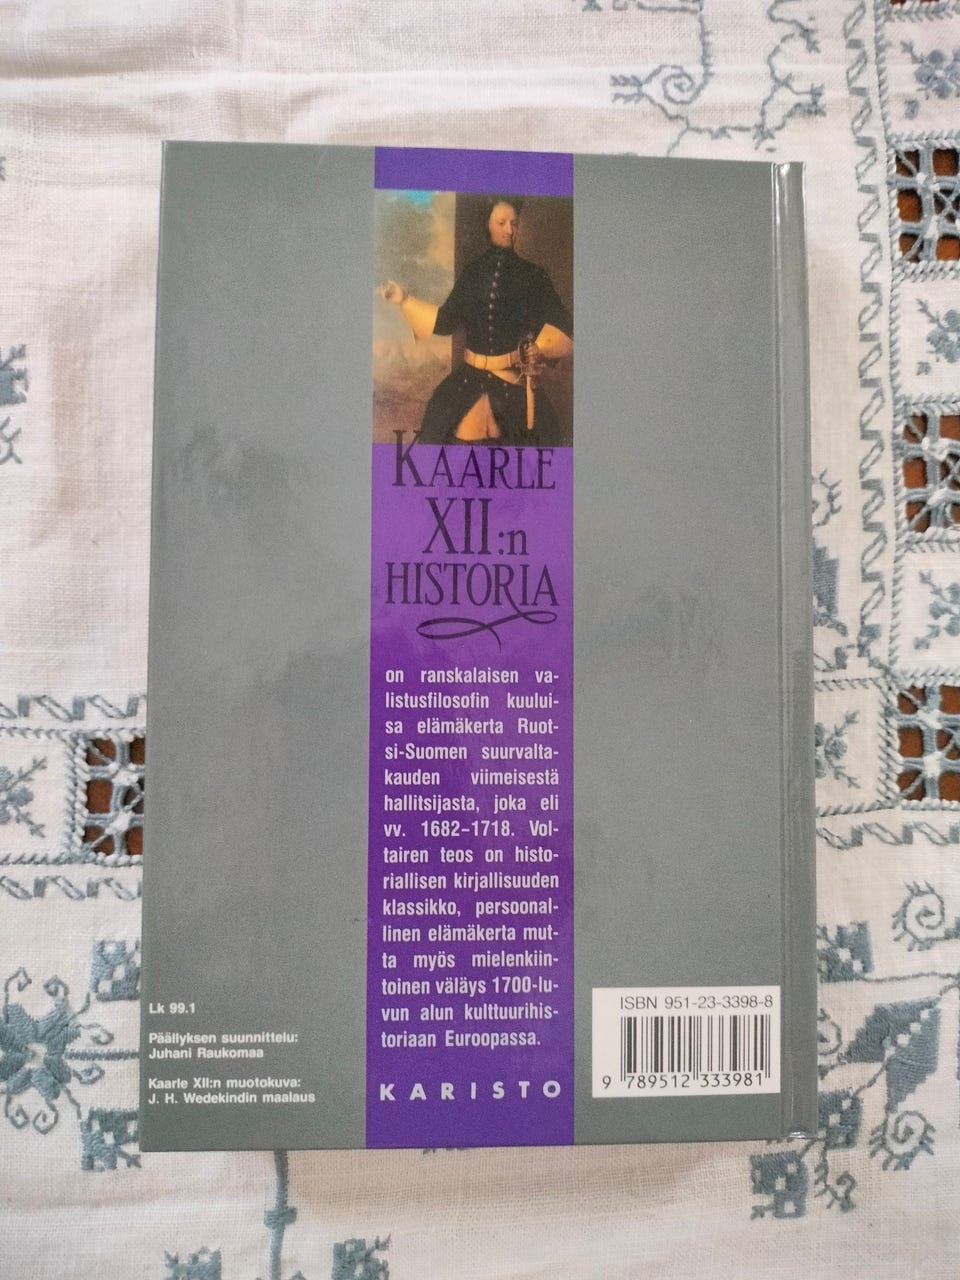 KAARLE
XII:n
HISTORIA
on ranskalaisen va-
listusfilosofin kuului-
sa elämäkerta Ruot-
si-Suomen suurvalta-
kauden viimeisestä
hallitsijasta, joka eli
vv. 1682–1718. Vol-
tairen teos on histo-
riallisen kirjallisuuden
klassikko, persoonal-
linen elämäkerta mut-
ta myös mielenkiin-
toinen väläys 1700-lu-
vun alun kulttuurihis-
toriaan Euroopassa.
KARISTO
Lk 99.1
Päällyksen suunnittelu:
Juhani Raukomaa
Kaarle XII:n muotokuva:
J. H. Wedekindin maalaus
ISBN 951-23-3398-8
9 789512 333981